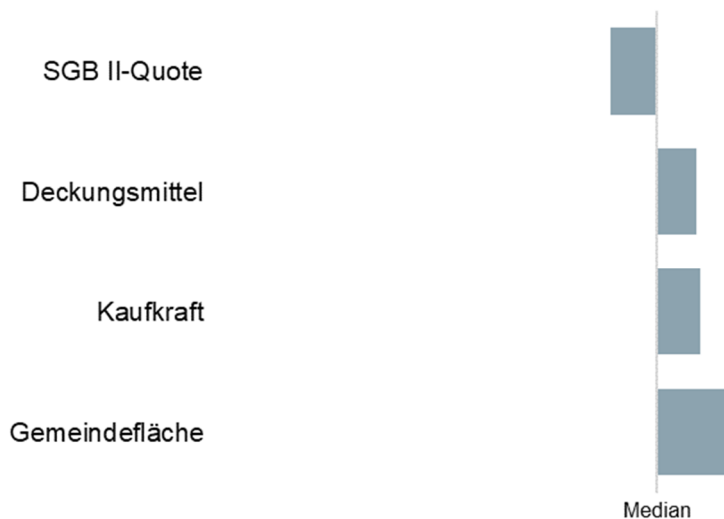 SGB II-Quote
Deckungsmittel
Kaufkraft
Gemeindefläche
Median